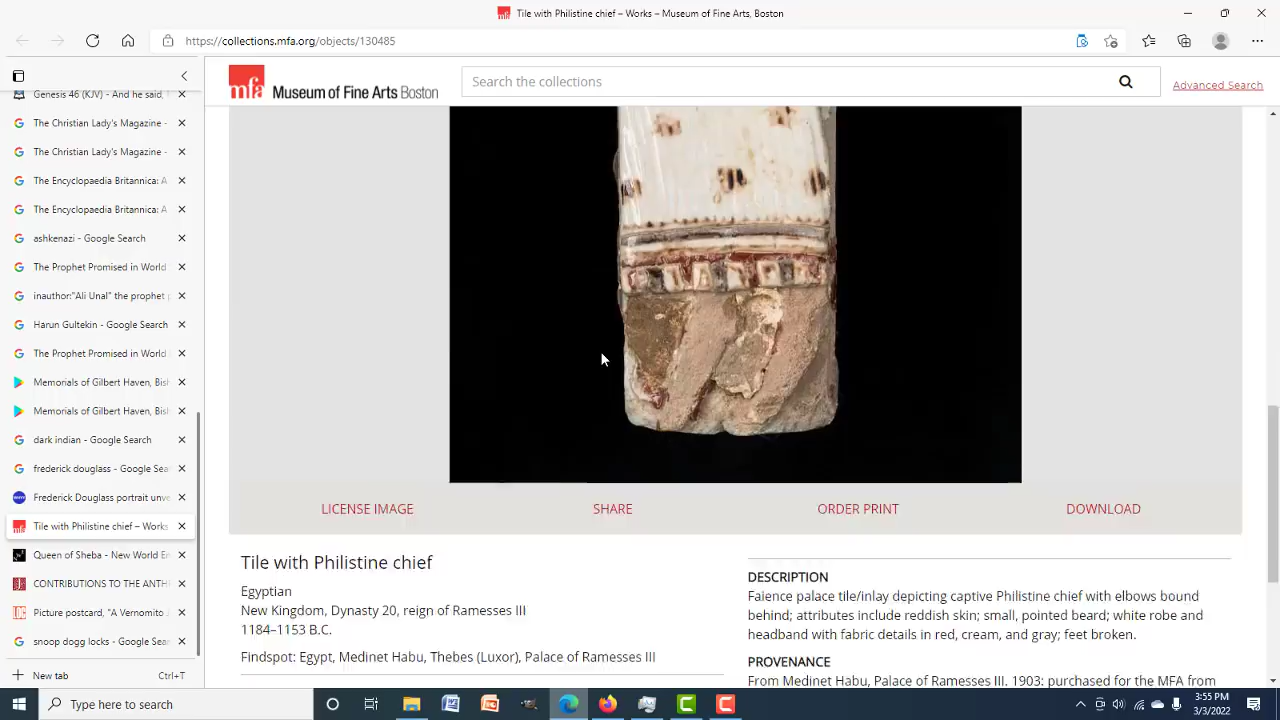 Tile with Philistine chief – Works – Museum of Fine Arts, Boston
https://collections.mfa.org/objects/130485
mfa Museum of Fine Arts Boston
Search the collections
Advanced Search
Genesis 46 (KJV) - And he said,
The Christian Lady's Magazine -
The Christian Lady's Magazine -
The Encyclopaedia Britannica: A
The Encyclopaedia Britannica: A
ashkenazi - Google Search
The Prophet Promised in World
inauthor:"Ali Unal" the prophet p
Harun Gultekin - Google Search
The Prophet Promised in World
Memorials of Gilbert Haven, Bish
Memorials of Gilbert Haven, Bish
dark indian - Google Search
frederick douglass - Google Sea
Frederick Douglass portrait unve
Tile with Philistine chief – Works
Queen of Sheba - New World En
CONTRIBUTIONS TO THE ANTH
Picture postcard, "A Vernomito J
snoop dogg locks - Google Sear
New tab Ctrl+T
LICENSE IMAGE SHARE ORDER PRINT DOWNLOAD
Tile with Philistine chief
Egyptian
New Kingdom, Dynasty 20, reign of Ramesses III
1184–1153 B.C.
Findspot: Egypt, Medinet Habu, Thebes (Luxor), Palace of Ramesses III
DESCRIPTION
Faience palace tile/inlay depicting captive Philistine chief with elbows bound
behind; attributes include reddish skin; small, pointed beard; white robe and
headband with fabric details in red, cream, and gray; feet broken.
PROVENANCE
From Medinet Habu, Palace of Ramesses III. 1903: purchased for the MFA from
Type here to search
3:55 PM
3/3/2022